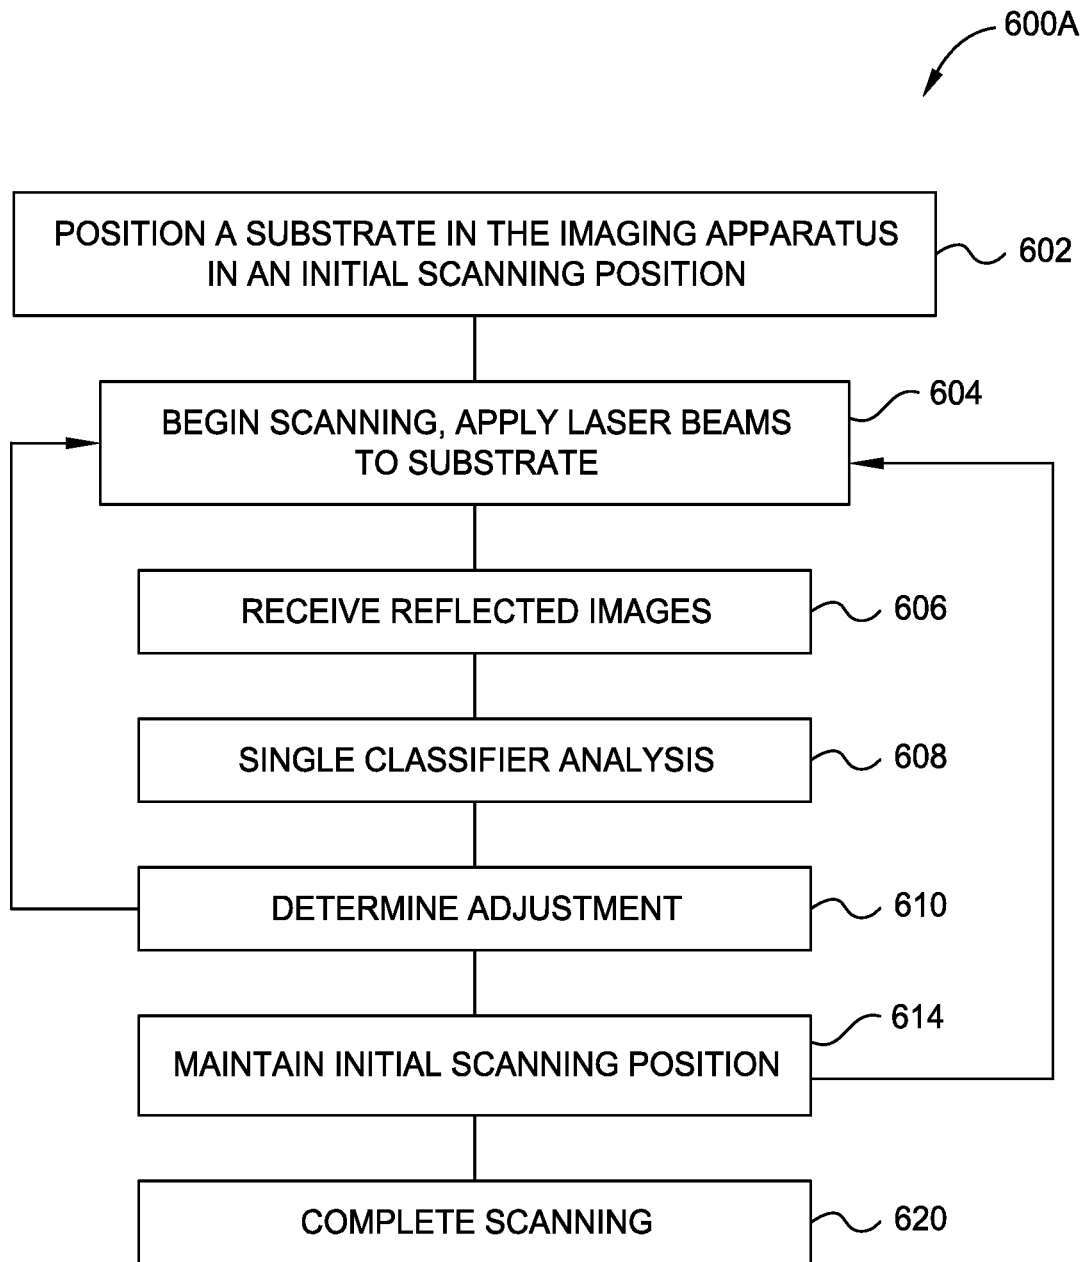 600A
POSITION A SUBSTRATE IN THE IMAGING APPARATUS
IN AN INITIAL SCANNING POSITION
602
BEGIN SCANNING, APPLY LASER BEAMS
TO SUBSTRATE
604
RECEIVE REFLECTED IMAGES
606
SINGLE CLASSIFIER ANALYSIS
608
DETERMINE ADJUSTMENT
610
MAINTAIN INITIAL SCANNING POSITION
614
COMPLETE SCANNING
620